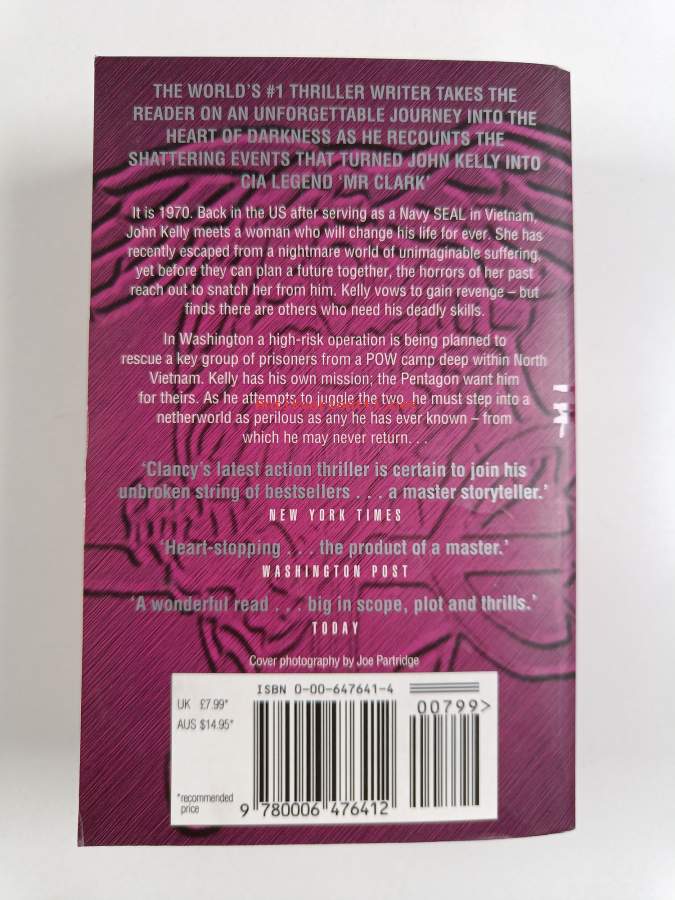 THE WORLD'S #1 THRILLER WRITER TAKES THE
READER ON AN UNFORGETTABLE JOURNEY INTO THE
HEART OF DARKNESS AS HE RECOUNTS THE
SHATTERING EVENTS THAT TURNED JOHN KELLY INTO
CIA LEGEND 'MR CLARK'
It is 1970. Back in the US after serving as a Navy SEAL in Vietnam,
John Kelly meets a woman who will change his life for ever. She has
recently escaped from a nightmare world of unimaginable suffering,
yet before they can plan a future together, the horrors of her past
reach out to snatch her from him. Kelly vows to gain revenge – but
finds there are others who need his deadly skills.
In Washington a high-risk operation is being planned to
rescue a key group of prisoners from a POW camp deep within North
Vietnam. Kelly has his own mission; the Pentagon want him
for theirs. As he attempts to juggle the two, he must step into a
netherworld as perilous as any he has ever known – from
which he may never return. . .
'Clancy's latest action thriller is certain to join his
unbroken string of bestsellers . . . a master storyteller.'
NEW YORK TIMES
'Heart-stopping . . . the product of a master.'
WASHINGTON POST
'A wonderful read . . . big in scope, plot and thrills.'
TODAY
Cover photography by Joe Partridge
ISBN 0-00-647641-4
UK £7.99*
AUS $14.95*
00799>
*recommended
price
9 780006 476412